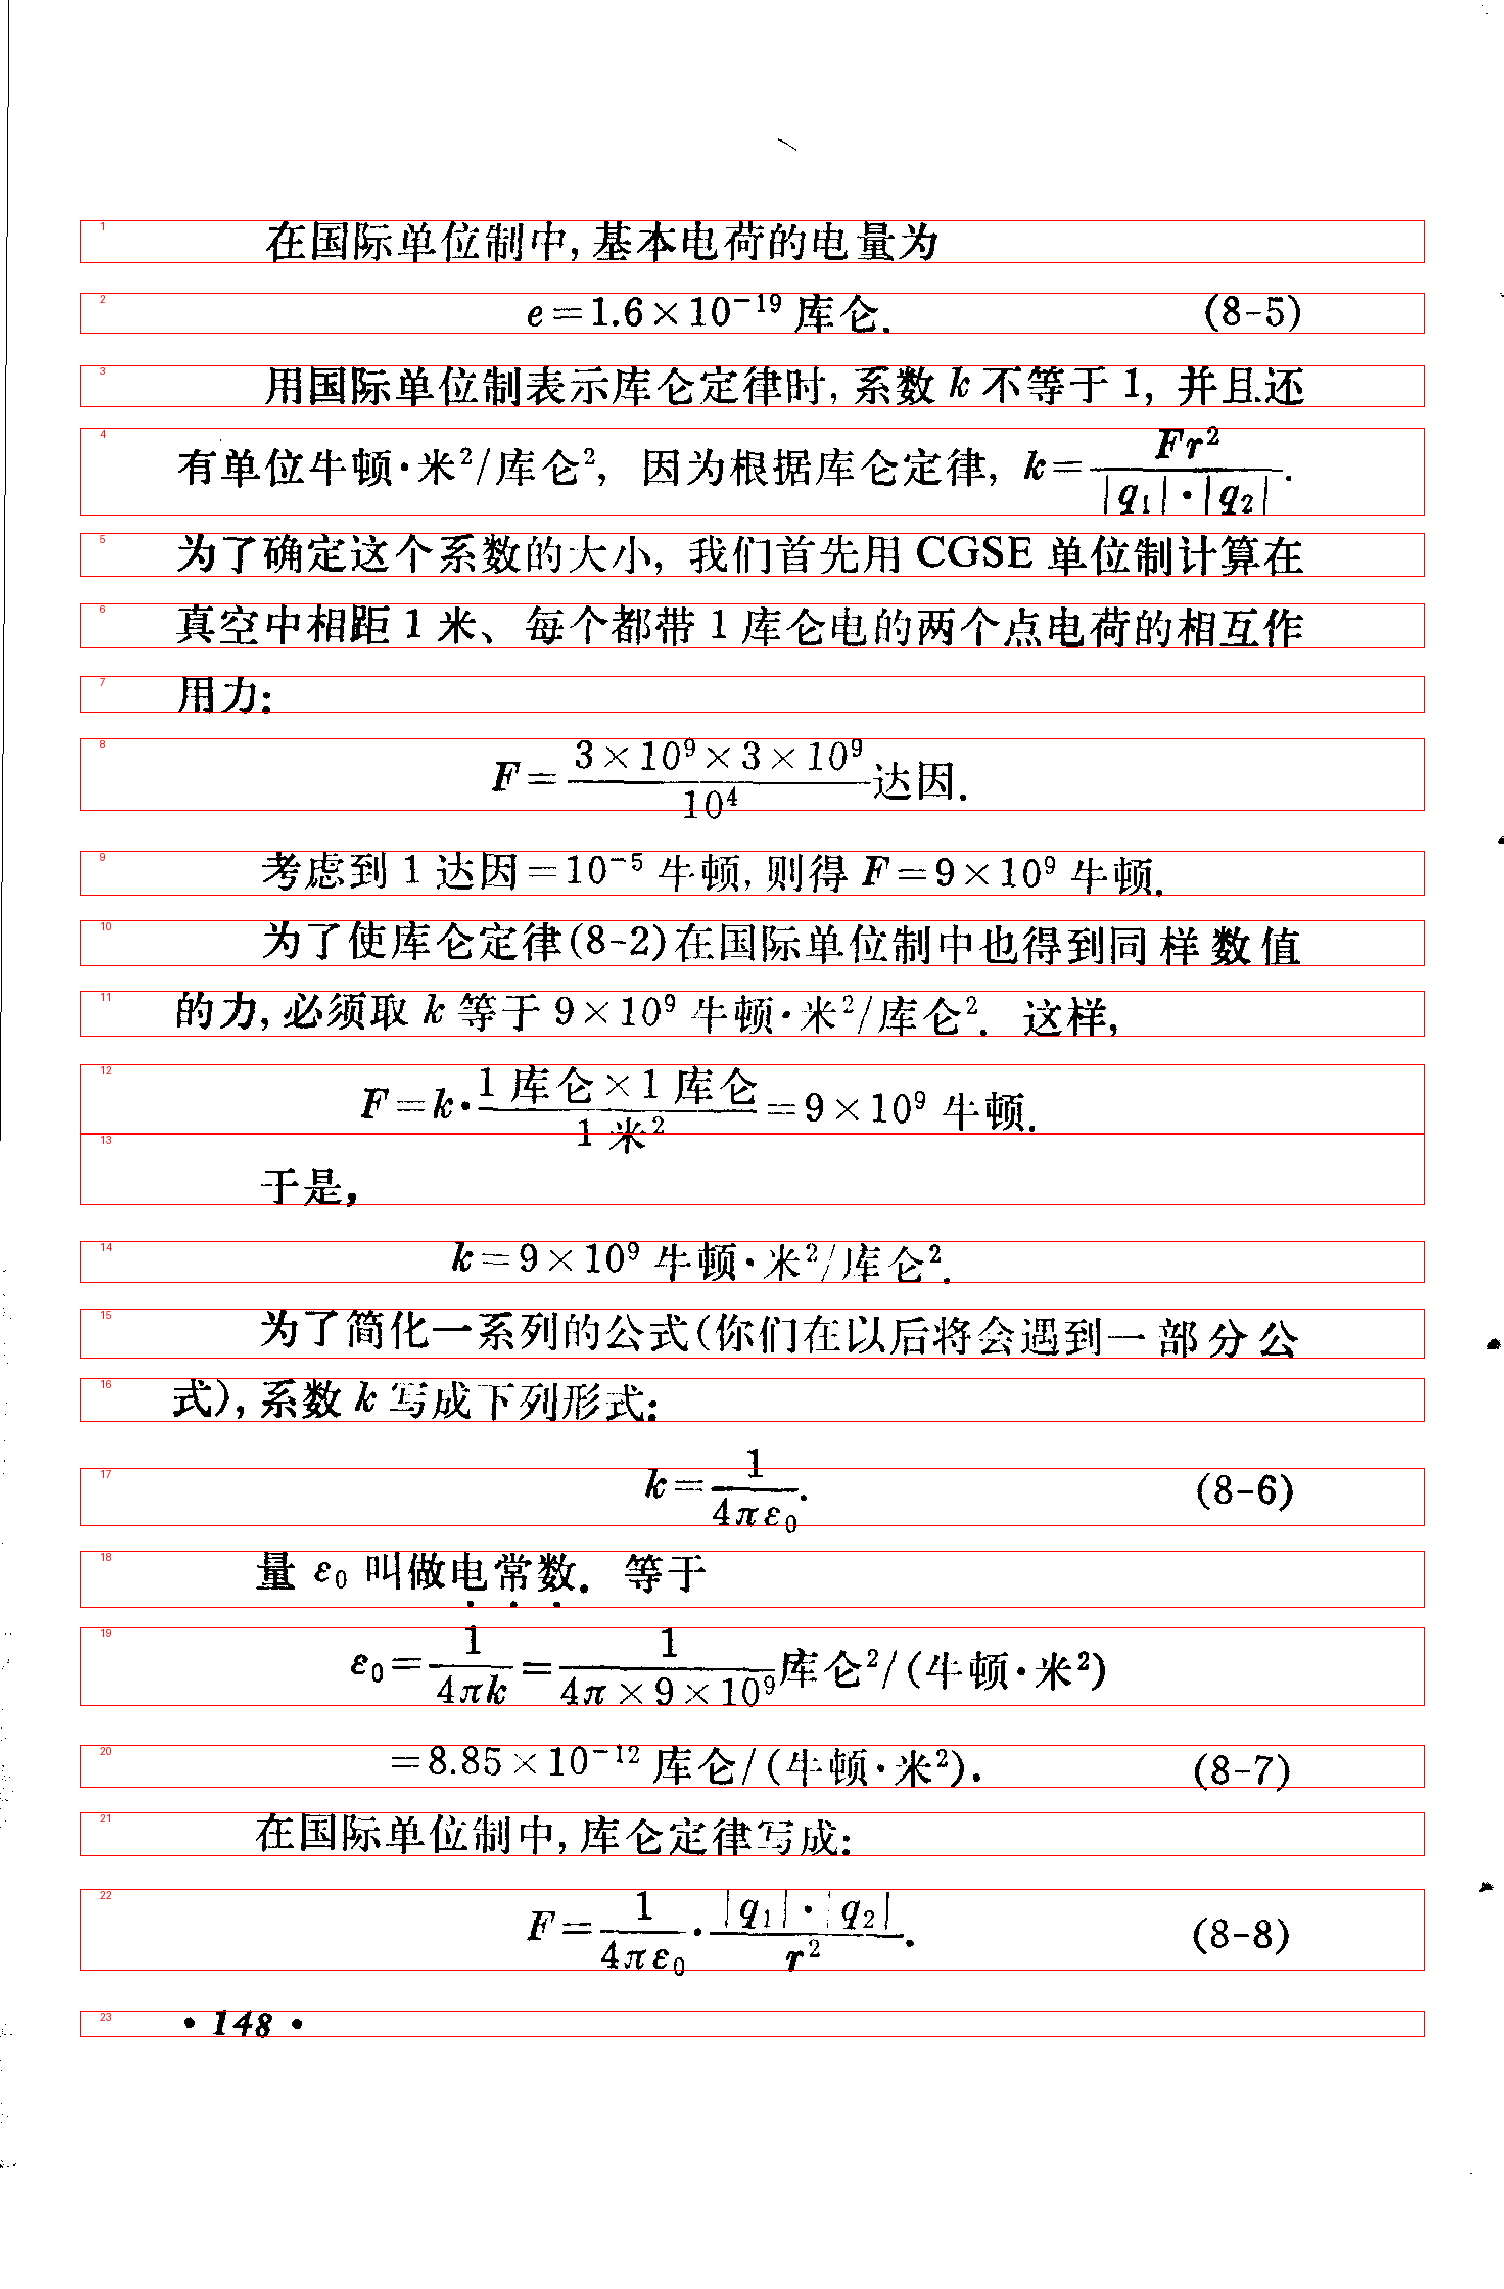 在国际单位制中,基本电荷的电量为
e=1.6×10⁻¹⁹ 库仑. (8-5)
用国际单位制表示库仑定律时,系数 k 不等于 1, 并且还
有单位牛顿·米²/库仑², 因为根据库仑定律, k=Fr²/(|q₁|·|q₂|).
为了确定这个系数的大小, 我们首先用 CGSE 单位制计算在
真空中相距 1 米、每个都带 1 库仑电的两个点电荷的相互作
用力:
F=(3×10⁹×3×10⁹)/10⁴ 达因.
考虑到 1 达因=10⁻⁵ 牛顿, 则得 F=9×10⁹ 牛顿.
为了使库仑定律(8-2)在国际单位制中也得到同样数值
的力,必须取 k 等于 9×10⁹ 牛顿·米²/库仑². 这样,
F=k·(1 库仑×1 库仑)/(1 米²)=9×10⁹ 牛顿.
于是,
k=9×10⁹ 牛顿·米²/库仑².
为了简化一系列的公式(你们在以后将会遇到一部分公
式),系数 k 写成下列形式:
k=1/(4πε₀). (8-6)
量 ε₀ 叫做电常数. 等于
ε₀=1/(4πk)=1/(4π×9×10⁹) 库仑²/(牛顿·米²)
=8.85×10⁻¹² 库仑/(牛顿·米²). (8-7)
在国际单位制中,库仑定律写成:
F=1/(4πε₀)·(|q₁|·|q₂|)/r². (8-8)
· 148 ·